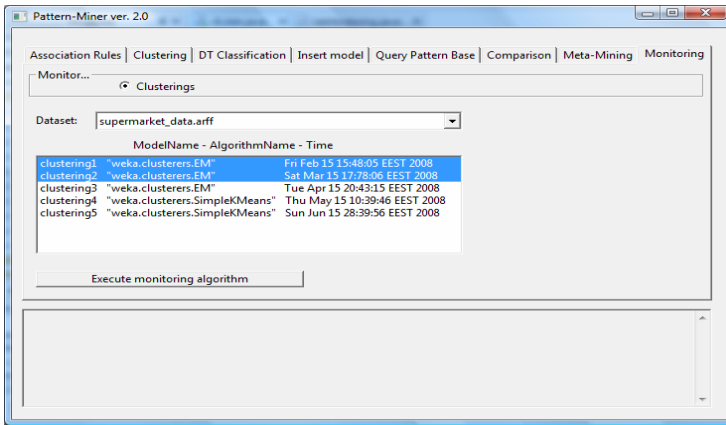 Pattern-Miner ver. 2.0
Association Rules Clustering DT Classification Insert model Query Pattern Base Comparison Meta-Mining Monitoring
Monitor...
Clusterings
Dataset: supermarket_data.arff
ModelName - AlgorithmName - Time
clustering1 "weka.clusterers.EM" Fri Feb 15 15:48:05 EEST 2008
clustering2 "weka.clusterers.EM" Sat Mar 15 17:78:06 EEST 2008
clustering3 "weka.clusterers.EM" Tue Apr 15 20:43:15 EEST 2008
clustering4 "weka.clusterers.SimpleKMeans" Thu May 15 10:39:46 EEST 2008
clustering5 "weka.clusterers.SimpleKMeans" Sun Jun 15 28:39:56 EEST 2008
Execute monitoring algorithm